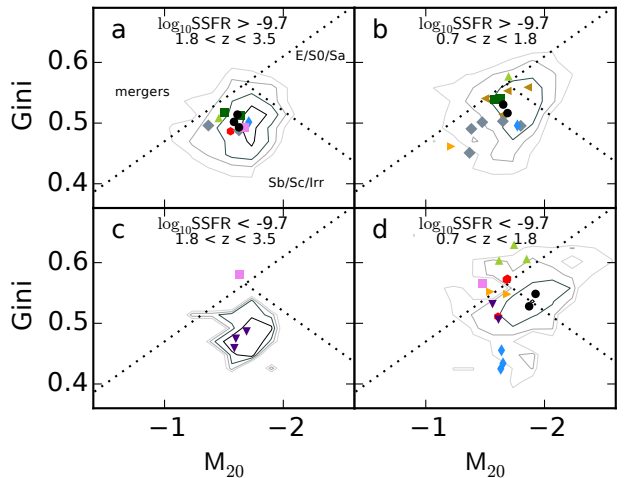 a
log₁₀SSFR > -9.7
1.8 < z < 3.5
E/S0/Sa
mergers
Sb/Sc/Irr
b
log₁₀SSFR > -9.7
0.7 < z < 1.8
Gini
0.6
0.5
0.4
c
log₁₀SSFR < -9.7
1.8 < z < 3.5
d
log₁₀SSFR < -9.7
0.7 < z < 1.8
Gini
0.6
0.5
0.4
−1
−2
−1
−2
M₂₀
M₂₀